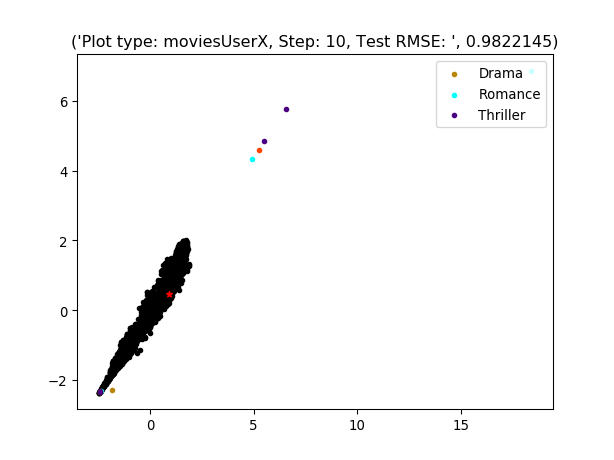 ('Plot type: moviesUserX, Step: 10, Test RMSE: ', 0.9822145)
Drama
Romance
Thriller
6
4
2
0
−2
0 5 10 15